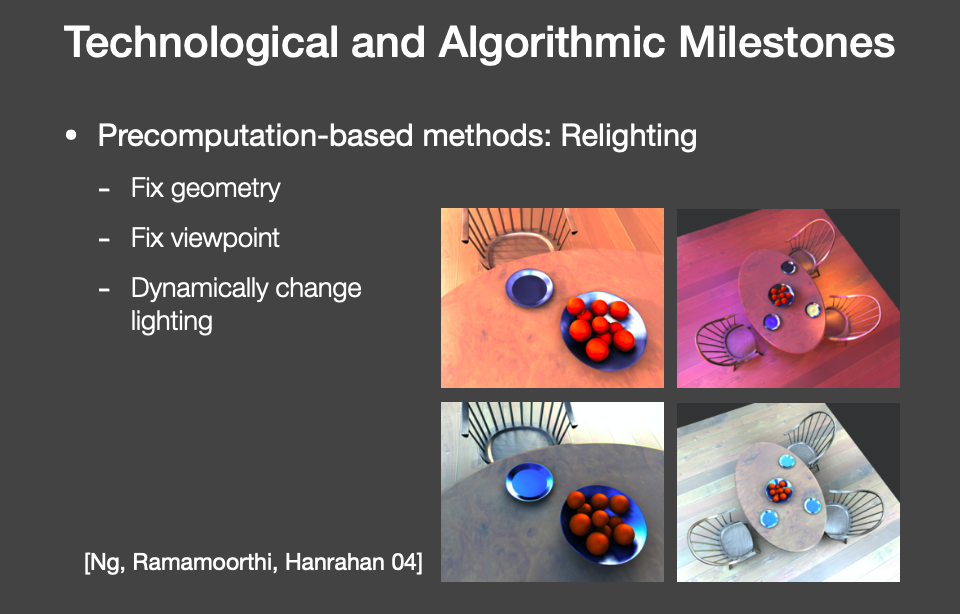 Technological and Algorithmic Milestones
• Precomputation-based methods: Relighting
- Fix geometry
- Fix viewpoint
- Dynamically change
lighting
[Ng, Ramamoorthi, Hanrahan 04]